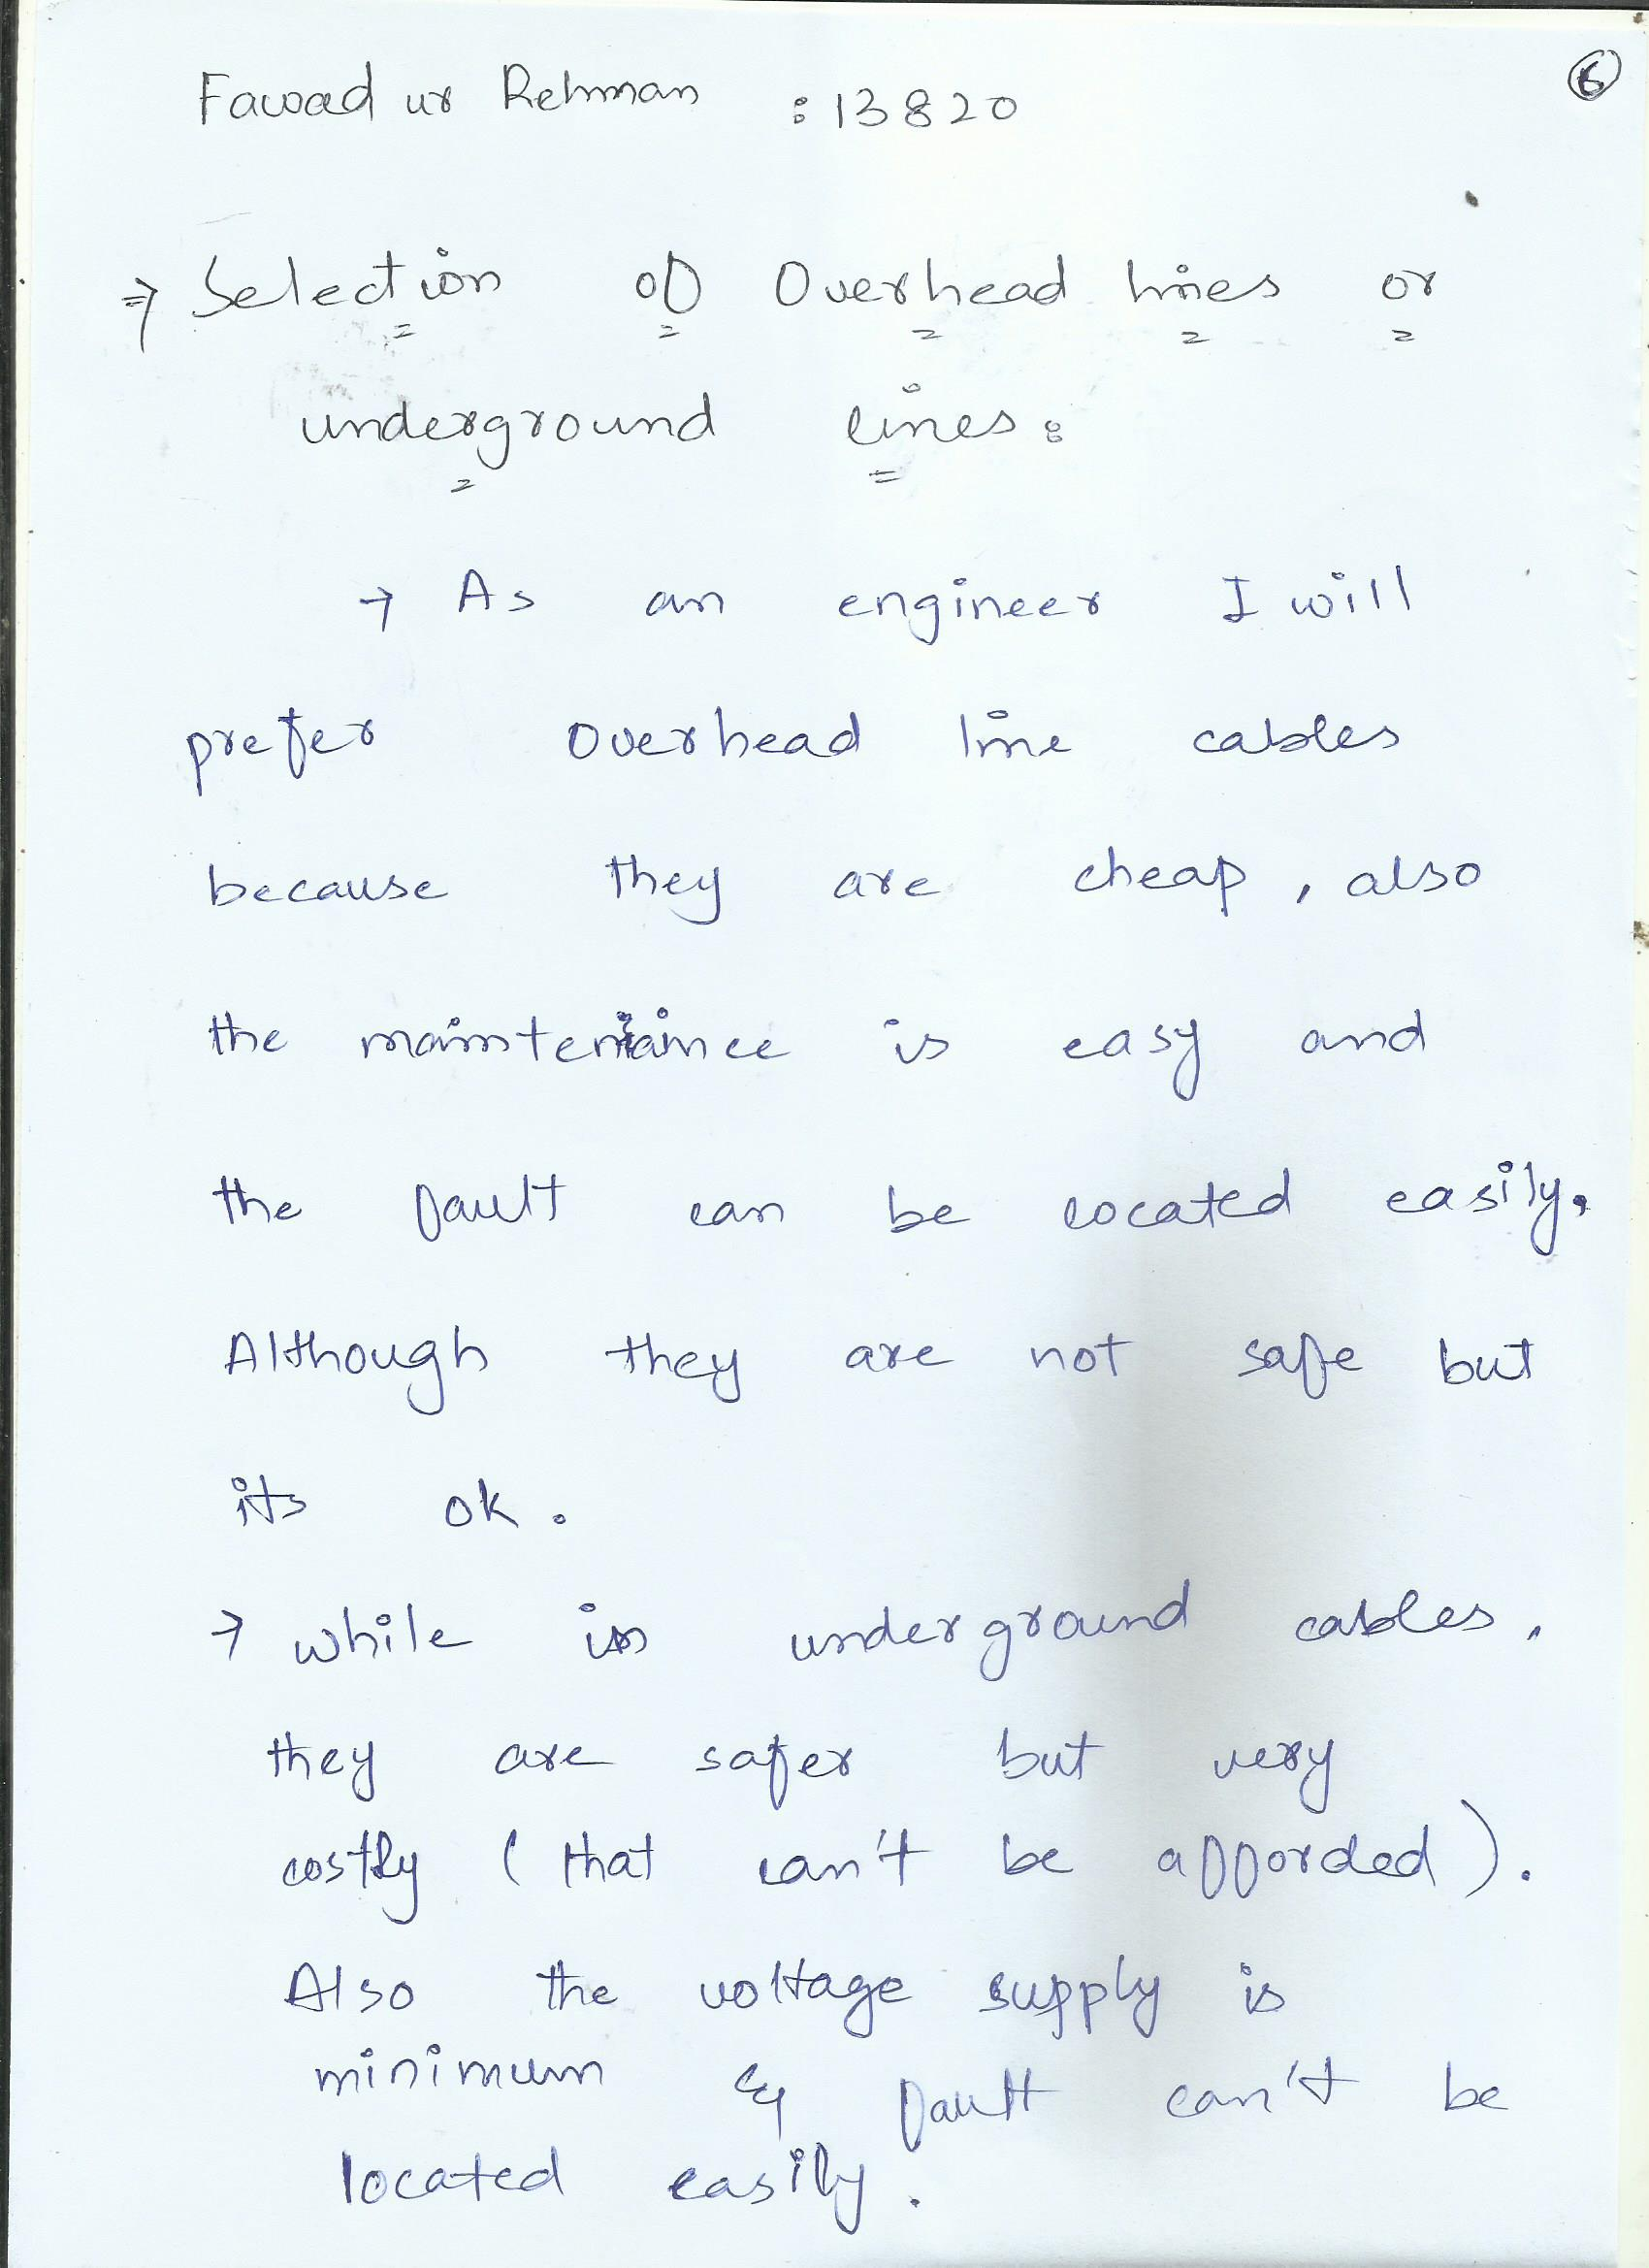 Fawad ur Rehman : 13820
6
⇒ Selection of Overhead lines or
underground lines:
→ As an engineer I will
prefer overhead line cables
because they are cheap, also
the maintenance is easy and
the fault can be located easily.
Although they are not safe but
its ok.
→ while in underground cables,
they are safer but very
costly (that can't be afforded).
Also the voltage supply is
minimum & fault can't be
located easily.